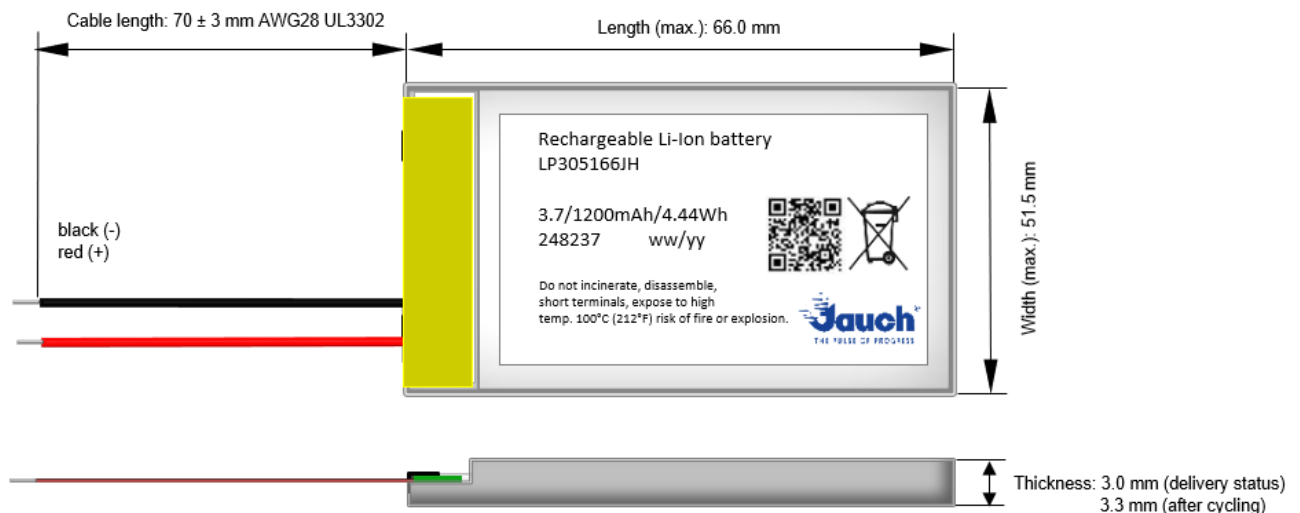 Cable length: 70 ± 3 mm AWG28 UL3302
Length (max.): 66.0 mm
Rechargeable Li-Ion battery
LP305166JH
3.7/1200mAh/4.44Wh
248237 ww/yy
black (-)
red (+)
Do not incinerate, disassemble,
short terminals, expose to high
temp. 100°C (212°F) risk of fire or explosion.
Jauch
THE PULSE OF PROGRESS
Width (max.): 51.5 mm
Thickness: 3.0 mm (delivery status)
3.3 mm (after cycling)